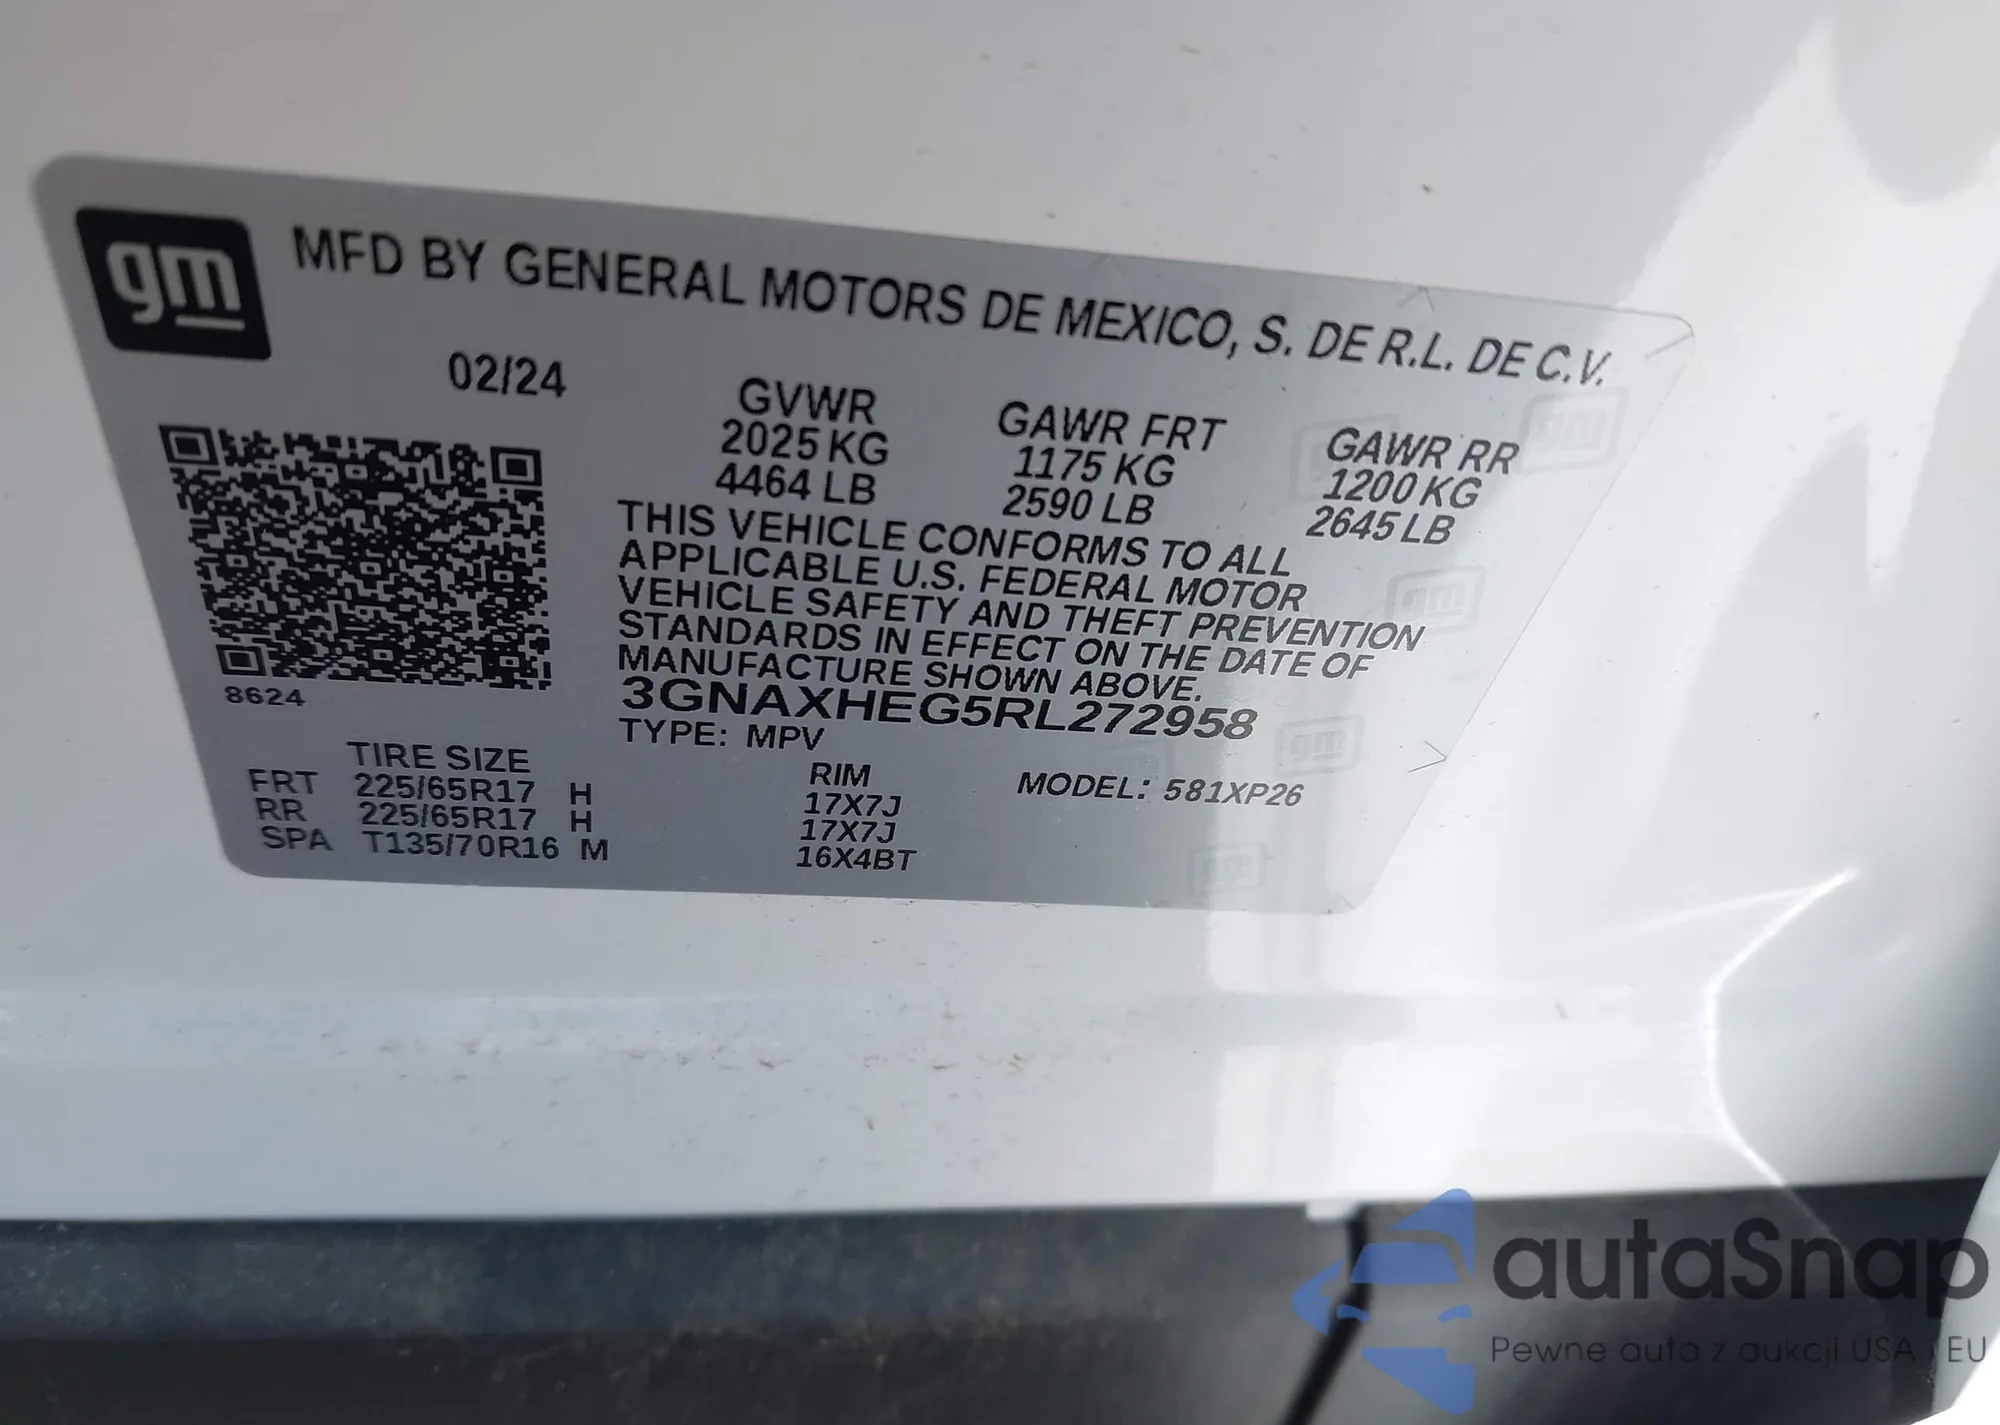 gm
MFD BY GENERAL MOTORS DE MEXICO, S. DE R.L. DE C.V.
02/24
GVWR GAWR FRT GAWR RR
2025 KG 1175 KG 1200 KG
4464 LB 2590 LB 2645 LB
THIS VEHICLE CONFORMS TO ALL
APPLICABLE U.S. FEDERAL MOTOR
VEHICLE SAFETY AND THEFT PREVENTION
STANDARDS IN EFFECT ON THE DATE OF
MANUFACTURE SHOWN ABOVE.
3GNAXHEG5RL272958
TYPE: MPV
8624
TIRE SIZE RIM MODEL: 581XP26
FRT 225/65R17 H 17X7J
RR 225/65R17 H 17X7J
SPA T135/70R16 M 16X4BT
autaSnap
Pewne auta z aukcji USA i EU